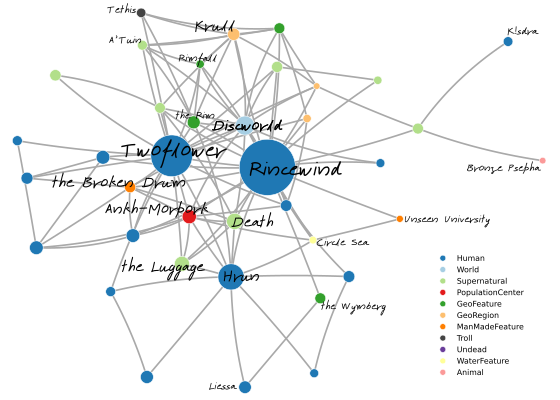 Tethis
K!sdra
Krull
A'Tuin
Rimfall
the Rim
Discworld
Twoflower
Rincewind
Bronze Psepha
the Broken Drum
Ankh-Morpork
Death
Unseen University
Circle Sea
the Luggage
Hrun
the Wyrmberg
Liessa
Human
World
Supernatural
PopulationCenter
GeoFeature
GeoRegion
ManMadeFeature
Troll
Undead
WaterFeature
Animal